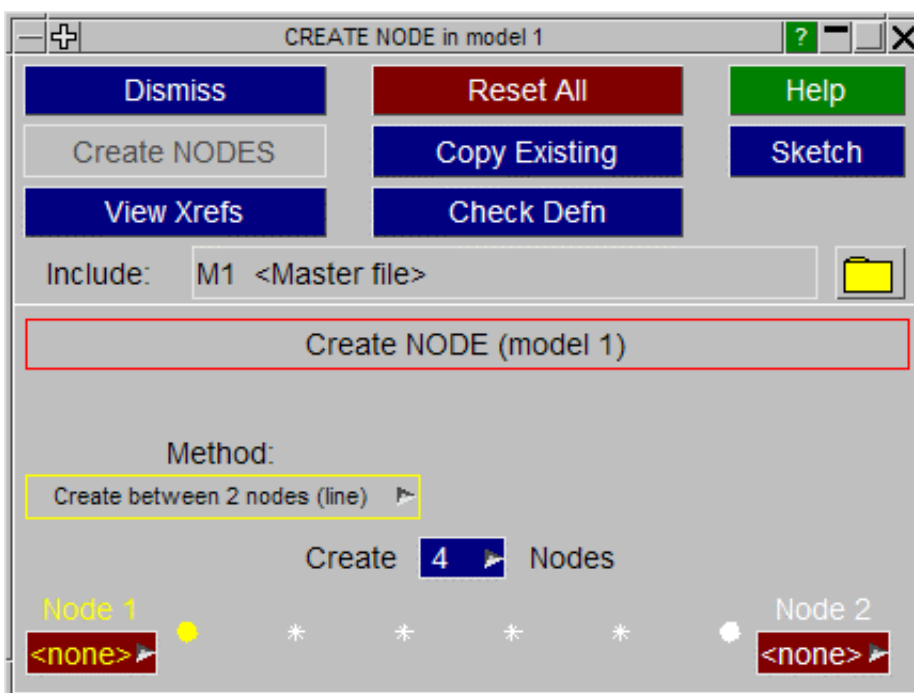 CREATE NODE in model 1 ?
Dismiss Reset All Help
Create NODES Copy Existing Sketch
View Xrefs Check Defn
Include: M1 <Master file>
Create NODE (model 1)
Method:
Create between 2 nodes (line)
Create 4 Nodes
Node 1 Node 2
<none> <none>